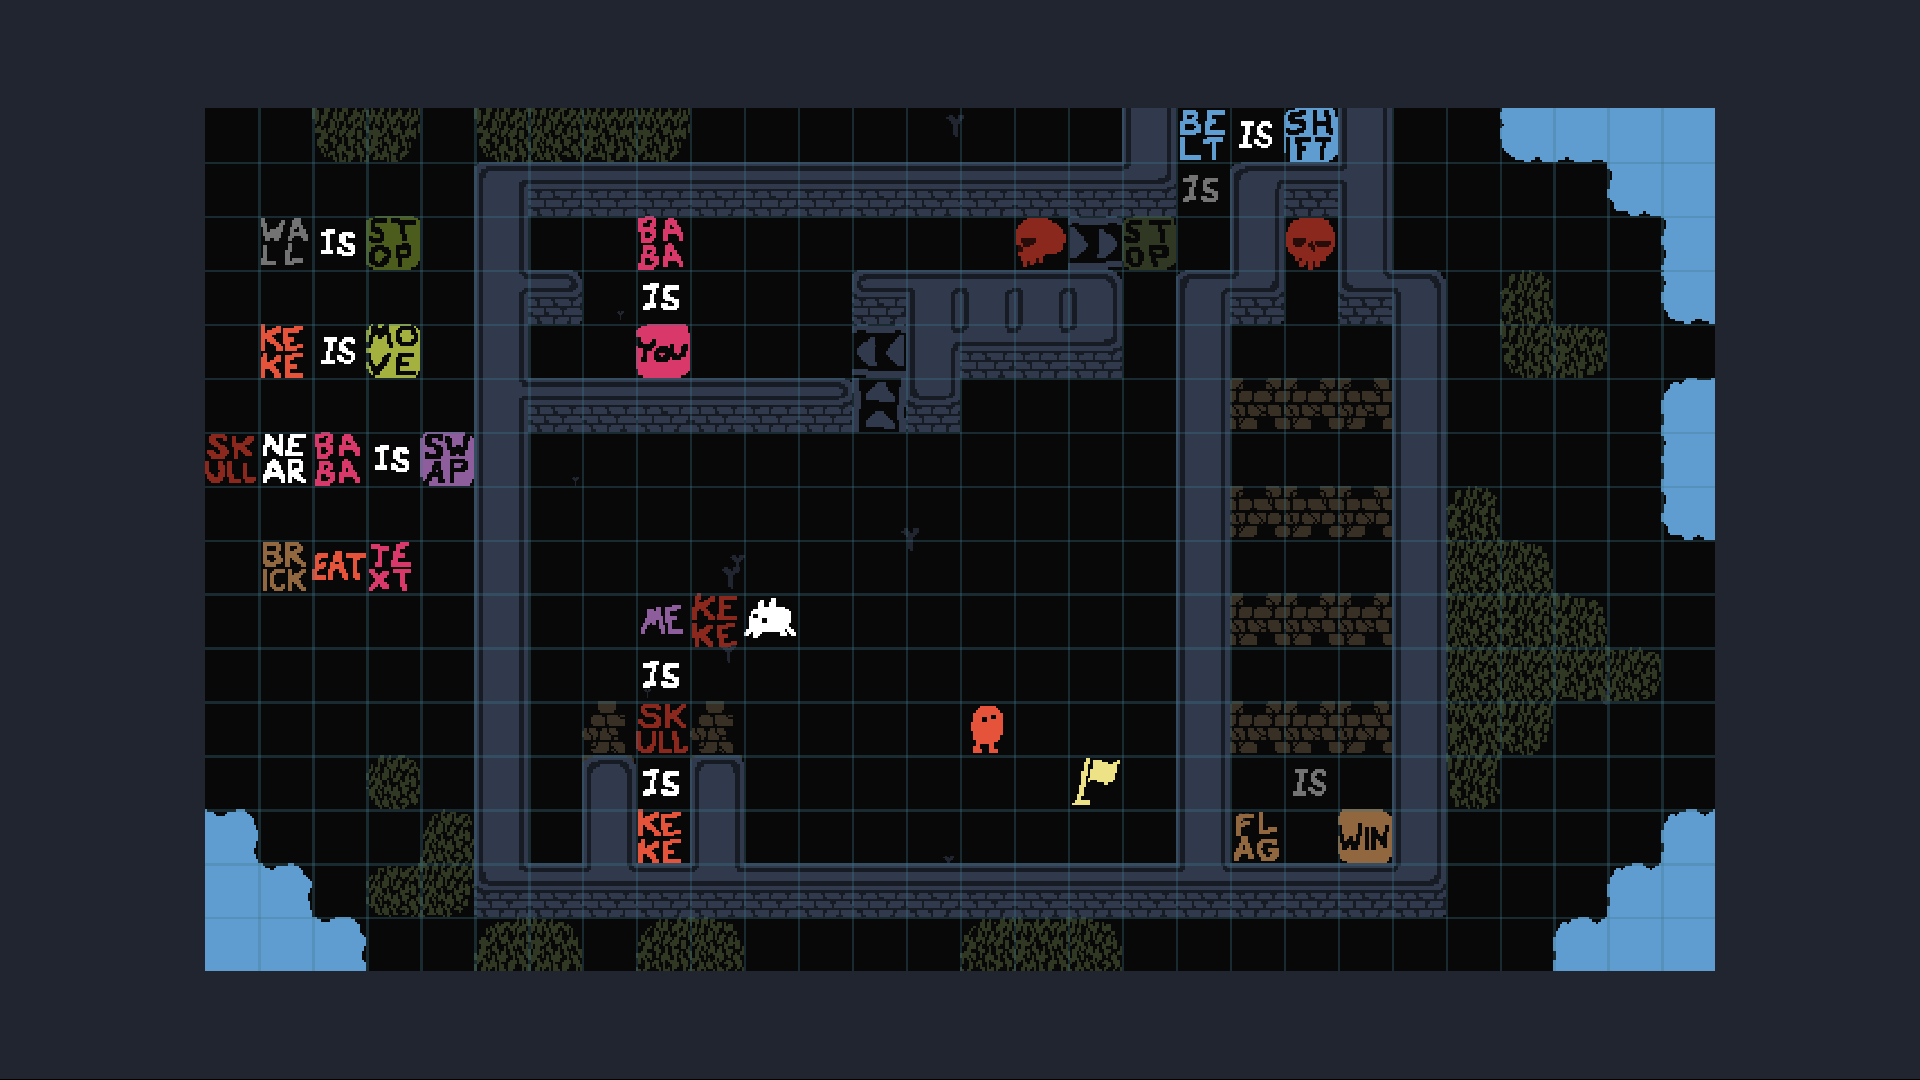 BELT IS SHFT
IS
WALL IS STOP
BABA
STOP
IS
KEKE IS MOVE
YOU
SKULL NEAR BABA IS SWAP
BRICK EAT TEXT
ME KEKE
IS
SKULL
IS
IS
KEKE
FLAG
WIN